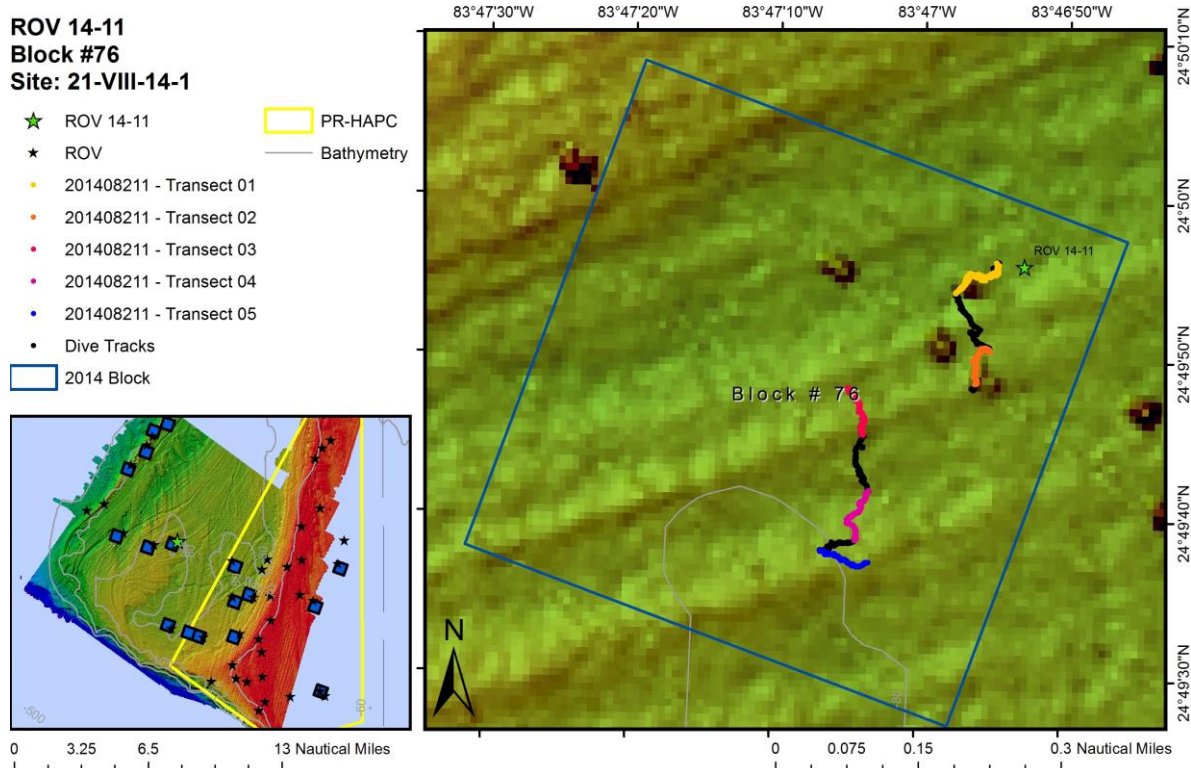 ROV 14-11
Block #76
Site: 21-VIII-14-1
ROV 14-11
ROV
201408211 - Transect 01
201408211 - Transect 02
201408211 - Transect 03
201408211 - Transect 04
201408211 - Transect 05
Dive Tracks
2014 Block
PR-HAPC
Bathymetry
-500
-60
0 3.25 6.5 13 Nautical Miles
83°47'30"W 83°47'20"W 83°47'10"W 83°47'W 83°46'50"W
24°50'10"N
24°50'N
24°49'50"N
24°49'40"N
24°49'30"N
ROV 14-11
Block # 76
N
0 0.075 0.15 0.3 Nautical Miles